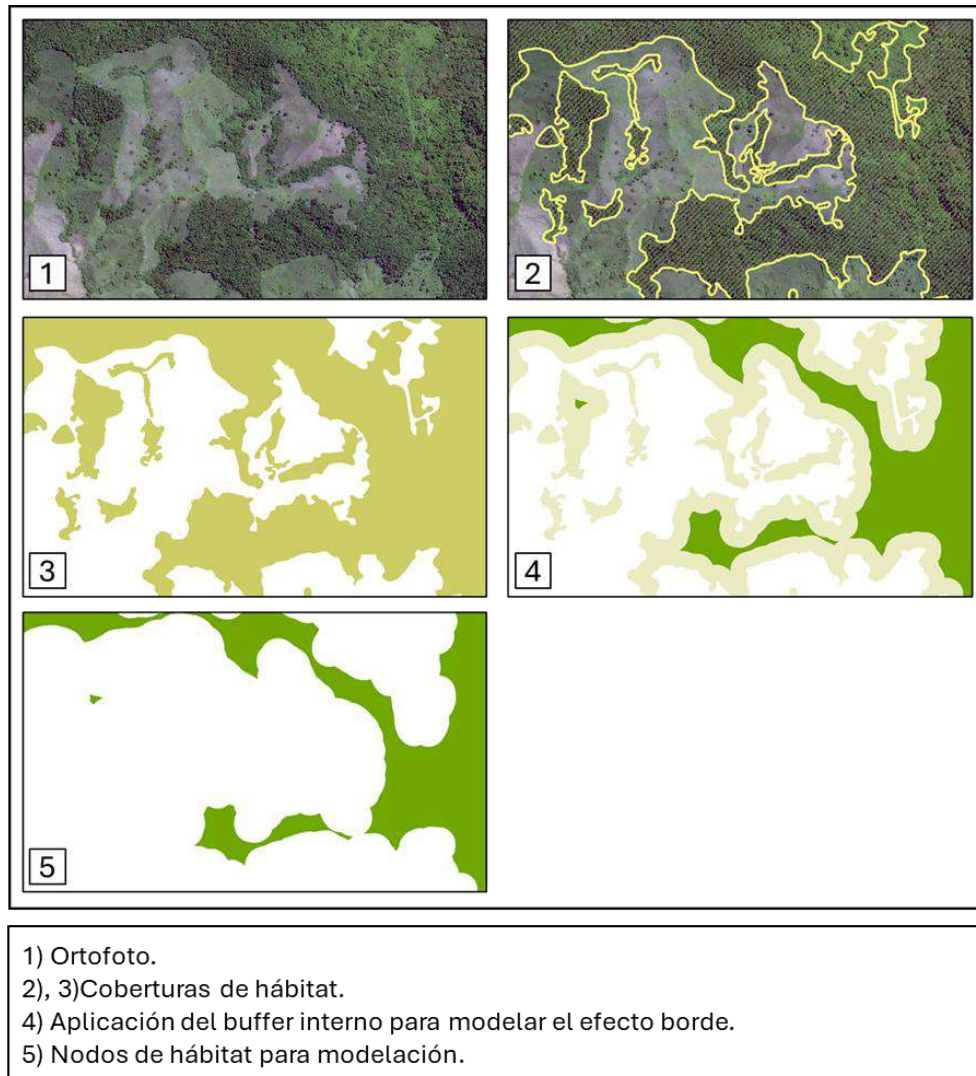 1
2
3
4
5
1) Ortofoto.
2), 3)Coberturas de hábitat.
4) Aplicación del buffer interno para modelar el efecto borde.
5) Nodos de hábitat para modelación.